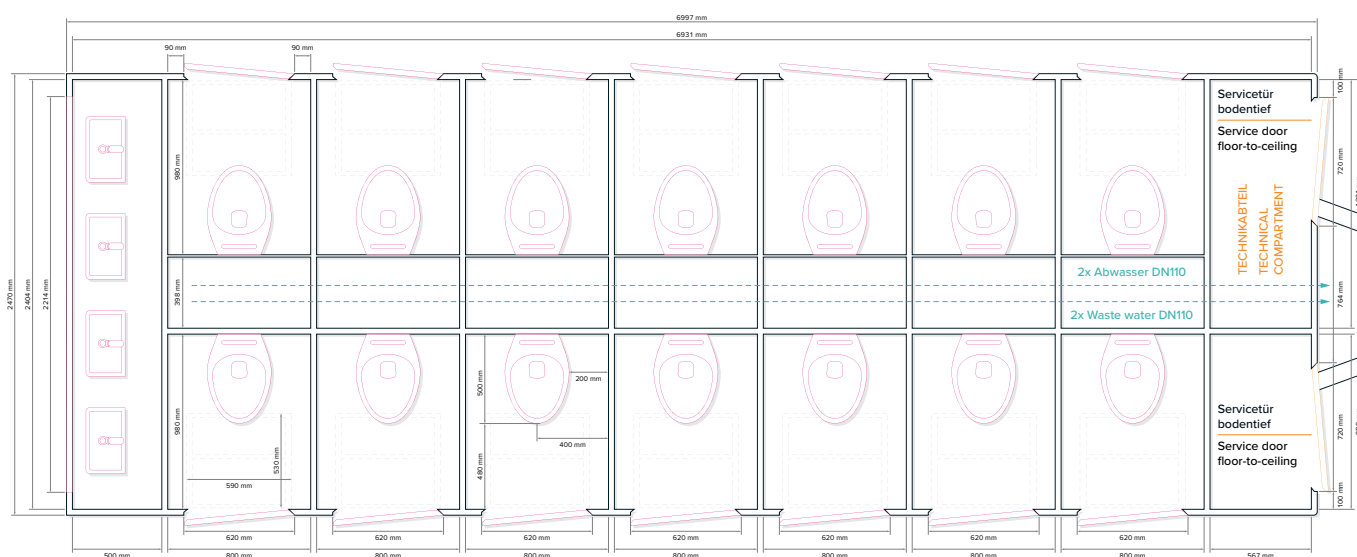 6997 mm
6931 mm
90 mm
90 mm
100 mm
Servicetür
bodentief
Service door
floor-to-ceiling
720 mm
980 mm
TECHNIKABTEIL
TECHNICAL
COMPARTMENT
2470 mm
2404 mm
2214 mm
398 mm
2x Abwasser DN110
2x Waste water DN110
764 mm
980 mm
500 mm
200 mm
400 mm
480 mm
530 mm
590 mm
Servicetür
bodentief
Service door
floor-to-ceiling
720 mm
100 mm
620 mm
620 mm
620 mm
620 mm
620 mm
620 mm
620 mm
500 mm
800 mm
800 mm
800 mm
800 mm
800 mm
800 mm
800 mm
567 mm